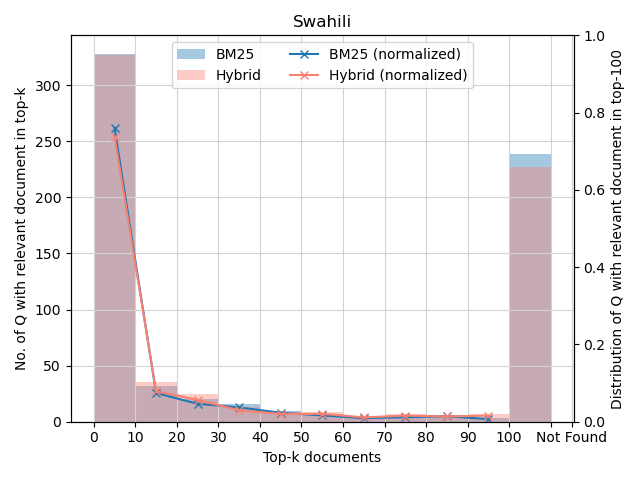 Swahili
BM25
Hybrid
BM25 (normalized)
Hybrid (normalized)
No. of Q with relevant document in top-k
300
250
200
150
100
50
0
Distribution of Q with relevant document in top-100
1.0
0.8
0.6
0.4
0.2
0.0
0 10 20 30 40 50 60 70 80 90 100 Not Found
Top-k documents